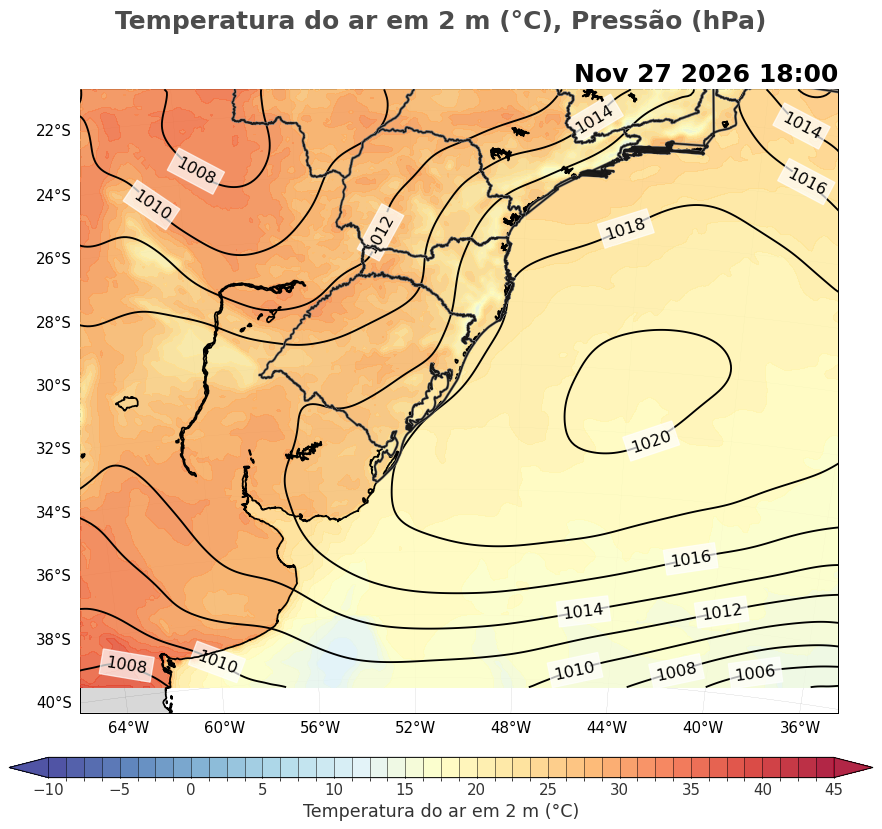 Temperatura do ar em 2 m (°C), Pressão (hPa)
Nov 27 2026 18:00
22°S
24°S
26°S
28°S
30°S
32°S
34°S
36°S
38°S
40°S
1014
1014
1008
1016
1010
1012
1018
1020
1016
1014
1012
1010
1008
1010
1008
1006
64°W
60°W
56°W
52°W
48°W
44°W
40°W
36°W
−10 −5 0 5 10 15 20 25 30 35 40 45
Temperatura do ar em 2 m (°C)